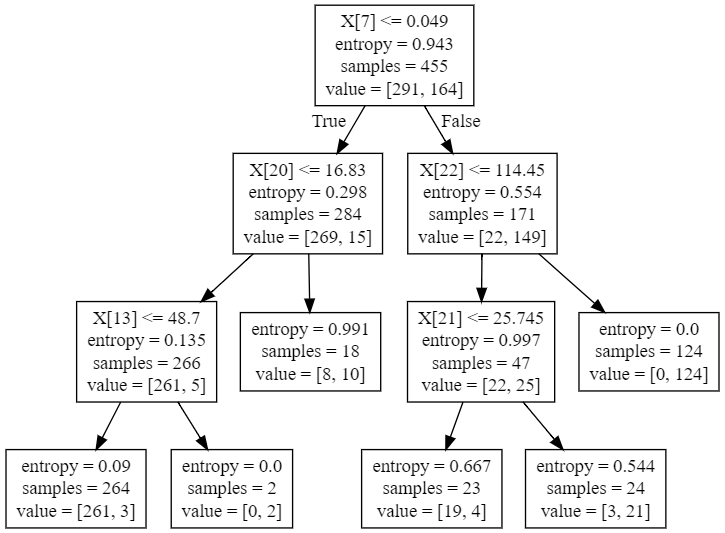 X[7] <= 0.049
entropy = 0.943
samples = 455
value = [291, 164]
True
False
X[20] <= 16.83
entropy = 0.298
samples = 284
value = [269, 15]
X[22] <= 114.45
entropy = 0.554
samples = 171
value = [22, 149]
X[13] <= 48.7
entropy = 0.135
samples = 266
value = [261, 5]
entropy = 0.991
samples = 18
value = [8, 10]
X[21] <= 25.745
entropy = 0.997
samples = 47
value = [22, 25]
entropy = 0.0
samples = 124
value = [0, 124]
entropy = 0.09
samples = 264
value = [261, 3]
entropy = 0.0
samples = 2
value = [0, 2]
entropy = 0.667
samples = 23
value = [19, 4]
entropy = 0.544
samples = 24
value = [3, 21]